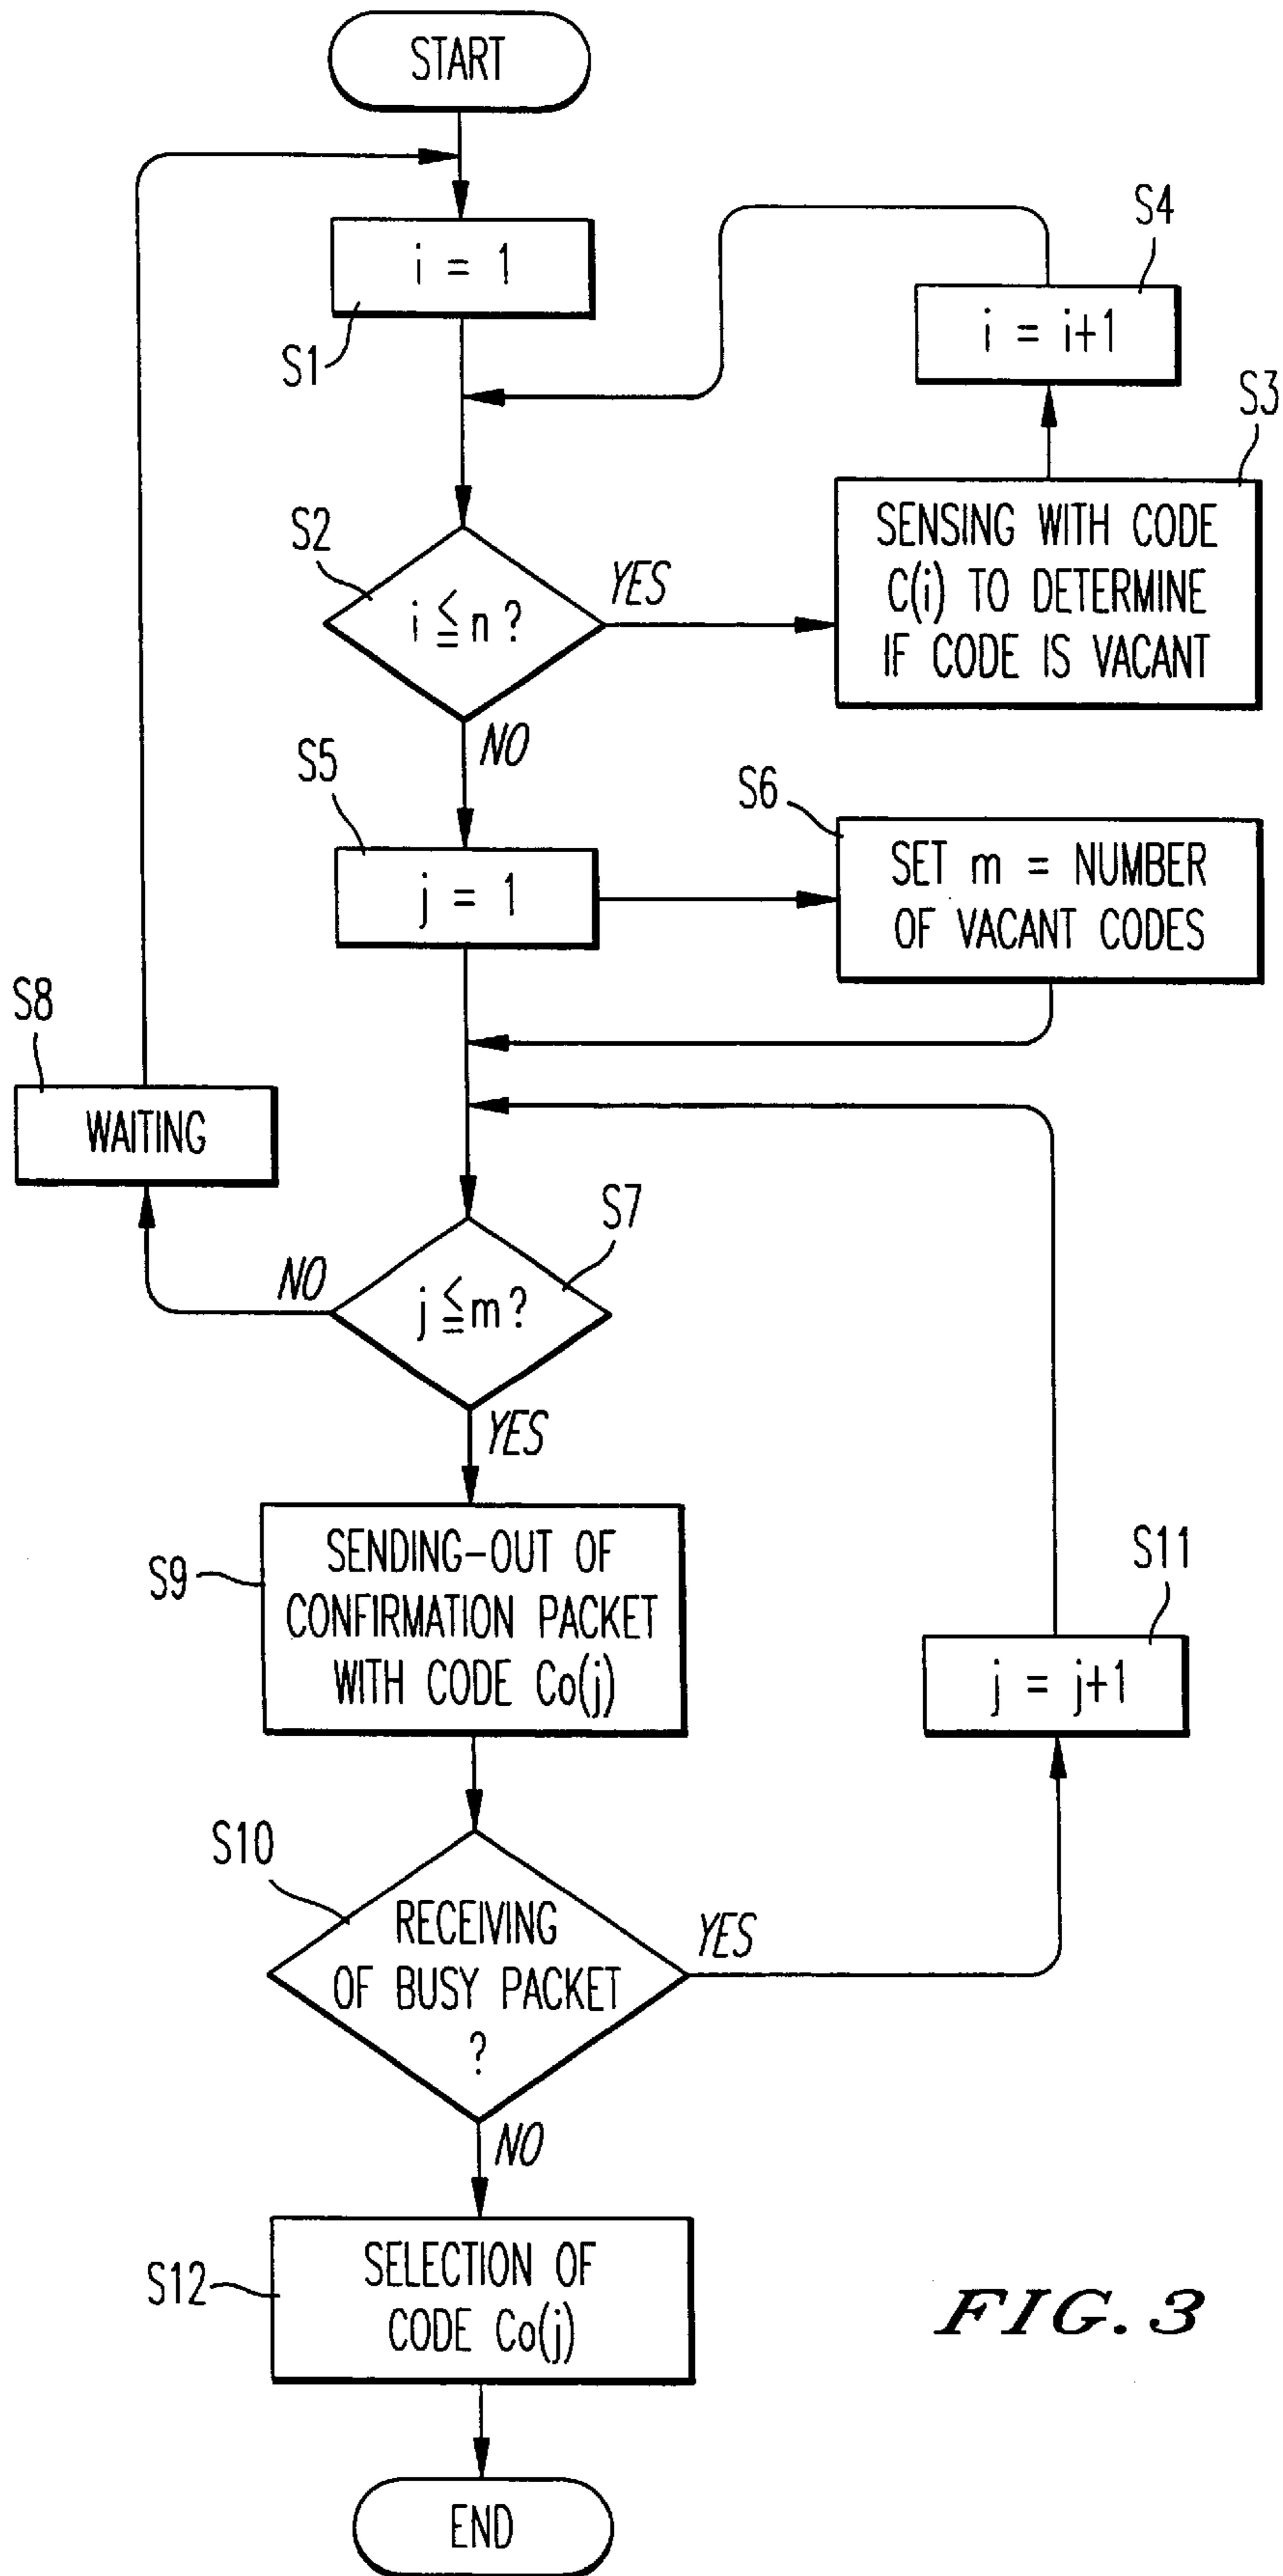 START
i = 1
S1
S4
i = i+1
S3
SENSING WITH CODE
C(i) TO DETERMINE
IF CODE IS VACANT
S2
i ≦ n ?
YES
NO
S5
j = 1
S6
SET m = NUMBER
OF VACANT CODES
S8
WAITING
S7
j ≦ m ?
NO
YES
S9
SENDING-OUT OF
CONFIRMATION PACKET
WITH CODE Co(j)
S11
j = j+1
S10
RECEIVING
OF BUSY PACKET
?
YES
NO
S12
SELECTION OF
CODE Co(j)
END
FIG. 3